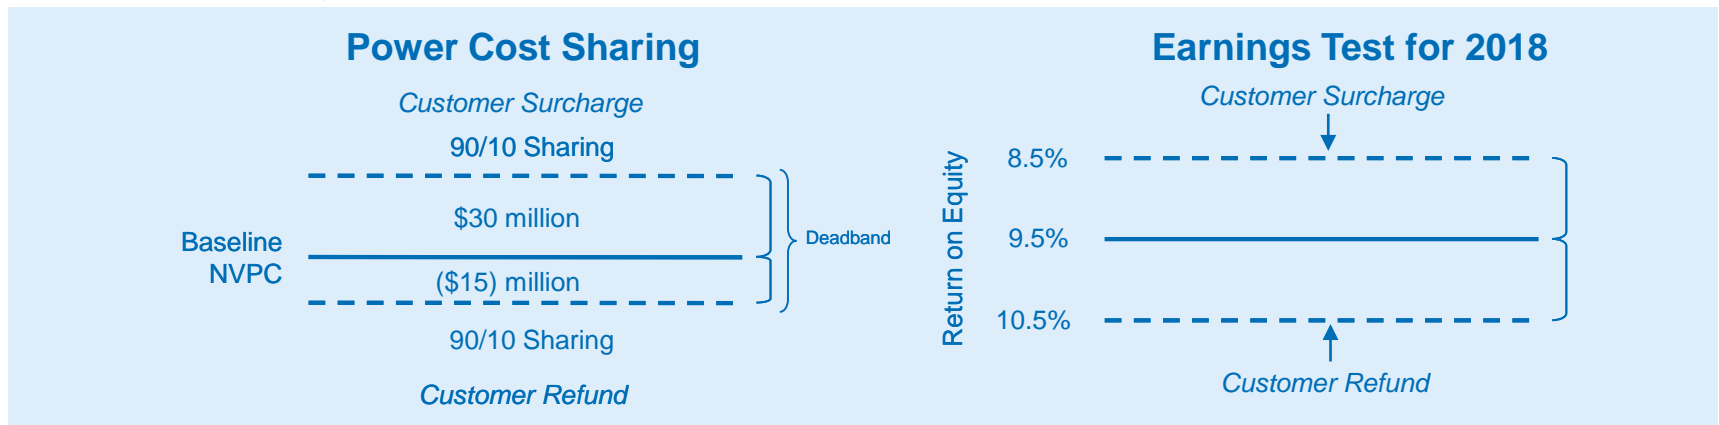 Power Cost Sharing
Customer Surcharge
90/10 Sharing
$30 million
Baseline
NVPC
($15) million
Deadband
90/10 Sharing
Customer Refund
Earnings Test for 2018
Customer Surcharge
Return on Equity
8.5%
9.5%
10.5%
Customer Refund